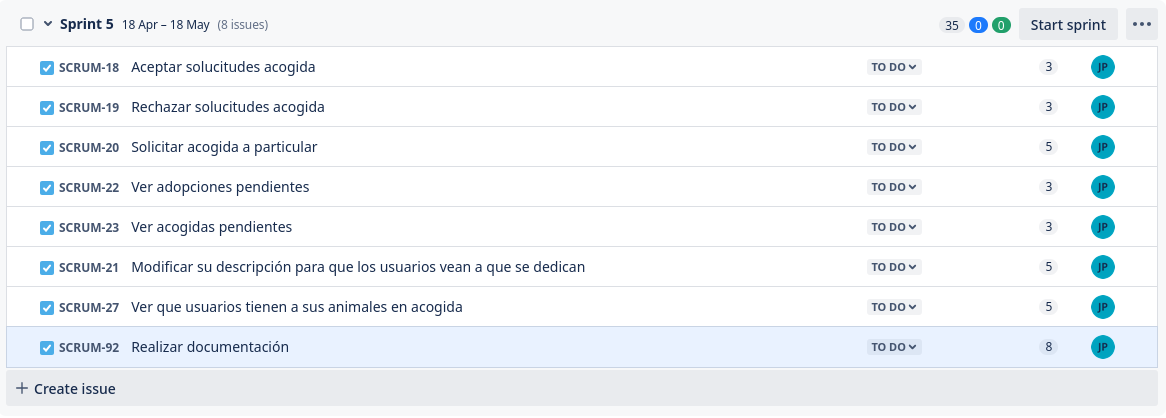 Sprint 5 18 Apr – 18 May (8 issues) 35 0 0 Start sprint
SCRUM-18 Aceptar solucitudes acogida TO DO 3 JP
SCRUM-19 Rechazar solucitudes acogida TO DO 3 JP
SCRUM-20 Solicitar acogida a particular TO DO 5 JP
SCRUM-22 Ver adopciones pendientes TO DO 3 JP
SCRUM-23 Ver acogidas pendientes TO DO 3 JP
SCRUM-21 Modificar su descripción para que los usuarios vean a que se dedican TO DO 5 JP
SCRUM-27 Ver que usuarios tienen a sus animales en acogida TO DO 5 JP
SCRUM-92 Realizar documentación TO DO 8 JP
+ Create issue